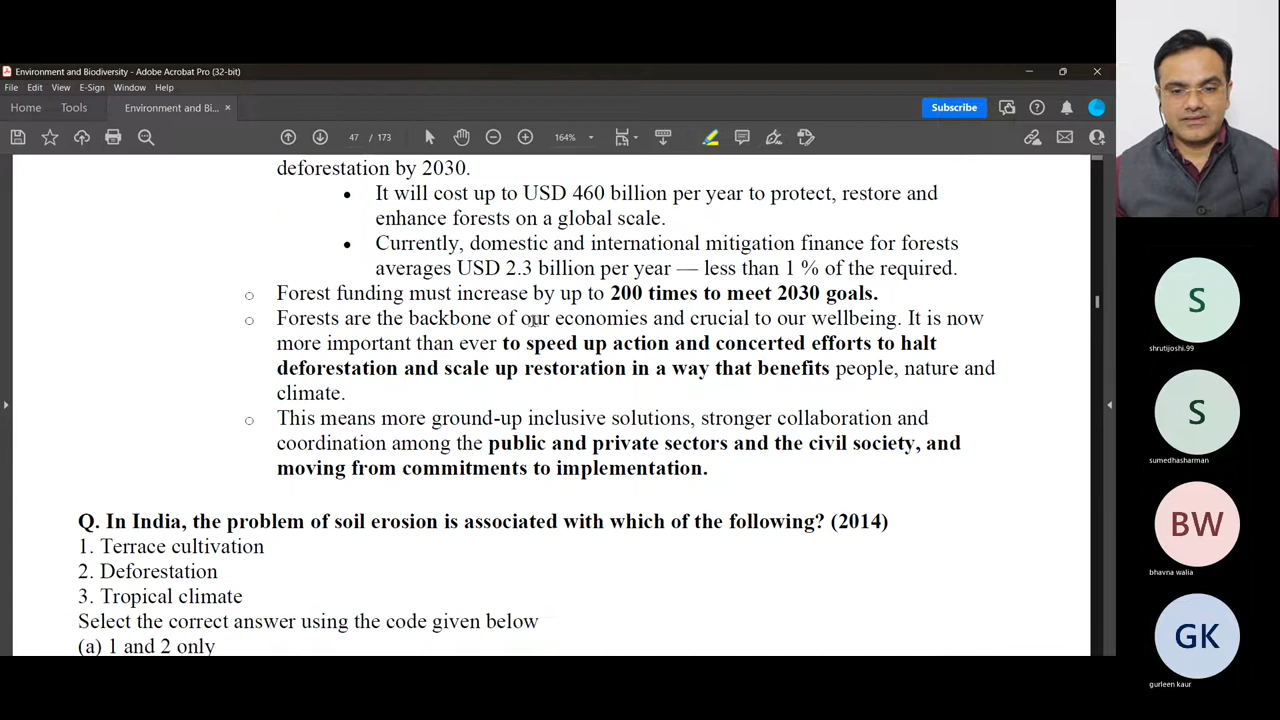 Environment and Biodiversity - Adobe Acrobat Pro (32-bit)
File Edit View E-Sign Window Help
Home Tools Environment and Bi... × Subscribe
47 / 173 164%
deforestation by 2030.
• It will cost up to USD 460 billion per year to protect, restore and
enhance forests on a global scale.
• Currently, domestic and international mitigation finance for forests
averages USD 2.3 billion per year — less than 1 % of the required.
○ Forest funding must increase by up to 200 times to meet 2030 goals.
○ Forests are the backbone of our economies and crucial to our wellbeing. It is now
more important than ever to speed up action and concerted efforts to halt
deforestation and scale up restoration in a way that benefits people, nature and
climate.
○ This means more ground-up inclusive solutions, stronger collaboration and
coordination among the public and private sectors and the civil society, and
moving from commitments to implementation.
Q. In India, the problem of soil erosion is associated with which of the following? (2014)
1. Terrace cultivation
2. Deforestation
3. Tropical climate
Select the correct answer using the code given below
(a) 1 and 2 only
S
shrutijoshi.99
S
sumedhasharman
BW
bhavna walia
GK
gurleen kaur